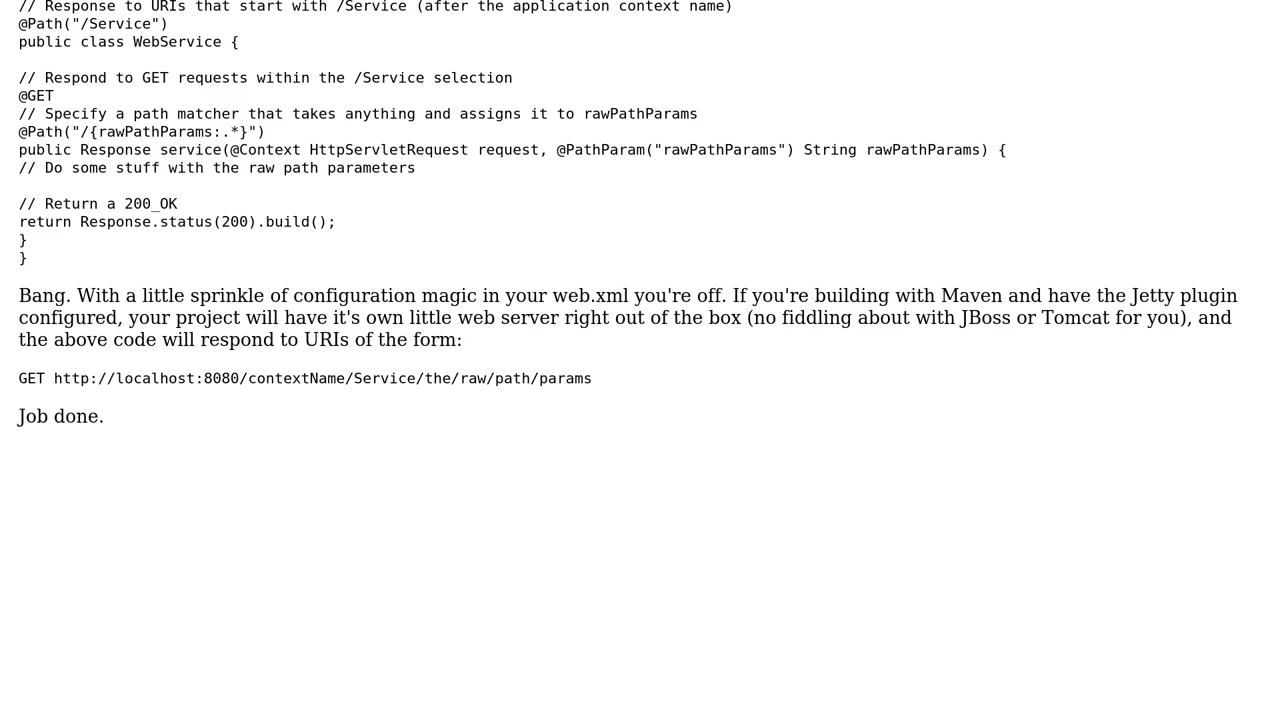 // Response to URIs that start with /Service (after the application context name)
@Path("/Service")
public class WebService {
// Respond to GET requests within the /Service selection
@GET
// Specify a path matcher that takes anything and assigns it to rawPathParams
@Path("/{rawPathParams:.*}")
public Response service(@Context HttpServletRequest request, @PathParam("rawPathParams") String rawPathParams) {
// Do some stuff with the raw path parameters
// Return a 200_OK
return Response.status(200).build();
}
}
Bang. With a little sprinkle of configuration magic in your web.xml you're off. If you're building with Maven and have the Jetty plugin
configured, your project will have it's own little web server right out of the box (no fiddling about with JBoss or Tomcat for you), and
the above code will respond to URIs of the form:
GET http://localhost:8080/contextName/Service/the/raw/path/params
Job done.